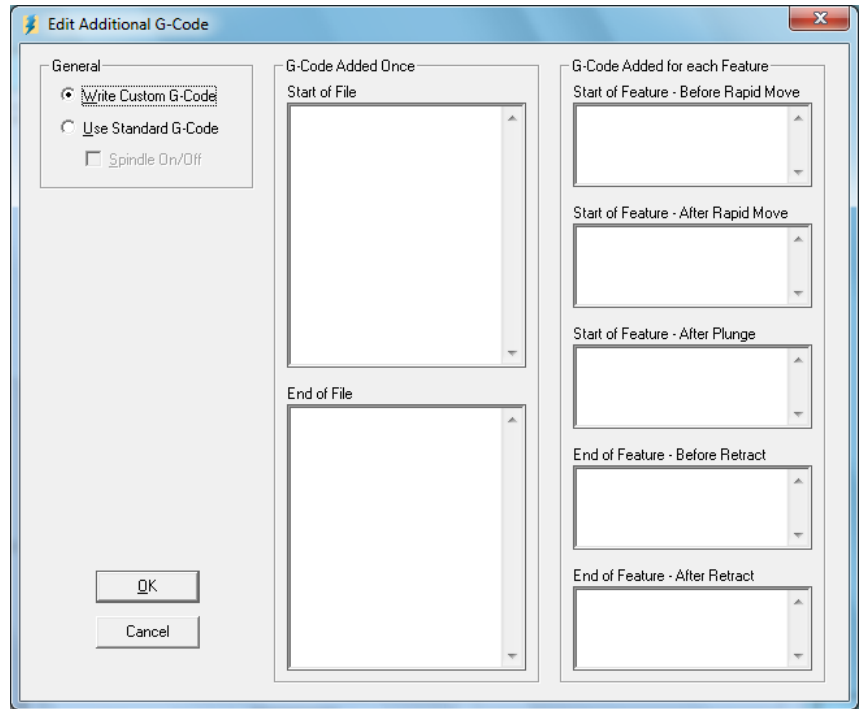 Edit Additional G-Code
General
Write Custom G-Code
Use Standard G-Code
Spindle On/Off
OK
Cancel
G-Code Added Once
Start of File
End of File
G-Code Added for each Feature
Start of Feature - Before Rapid Move
Start of Feature - After Rapid Move
Start of Feature - After Plunge
End of Feature - Before Retract
End of Feature - After Retract